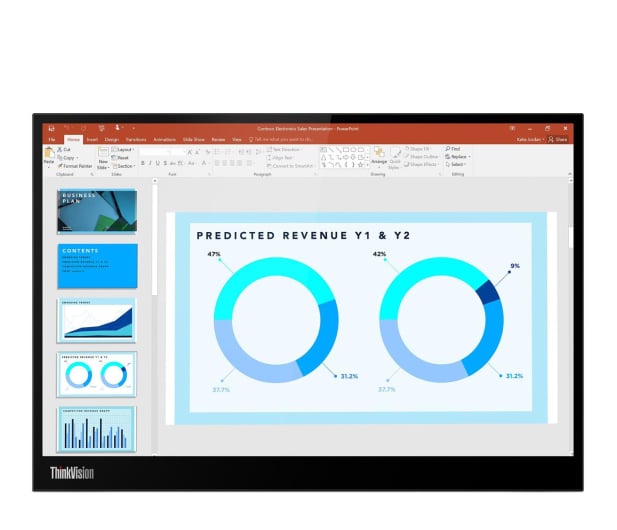 Contoso Electronics Sales Presentation - PowerPoint
File Home Insert Design Transitions Animations Slide Show Review View Tell me what you want to do...
Katie Jordan Share
Paste
Cut
Copy
Format Painter
Clipboard
New
Slide
Layout
Reset
Section
Slides
Font
Text Direction
Align Text
Convert to SmartArt
Paragraph
Arrange
Quick
Styles
Shape Fill
Shape Outline
Shape Effects
Drawing
Find
Replace
Select
Editing
BUSINESS
PLAN
CONTENTS
PREDICTED REVENUE Y1 & Y2
47%
37.7%
31.2%
42%
9%
37.7%
31.2%
ThinkVision